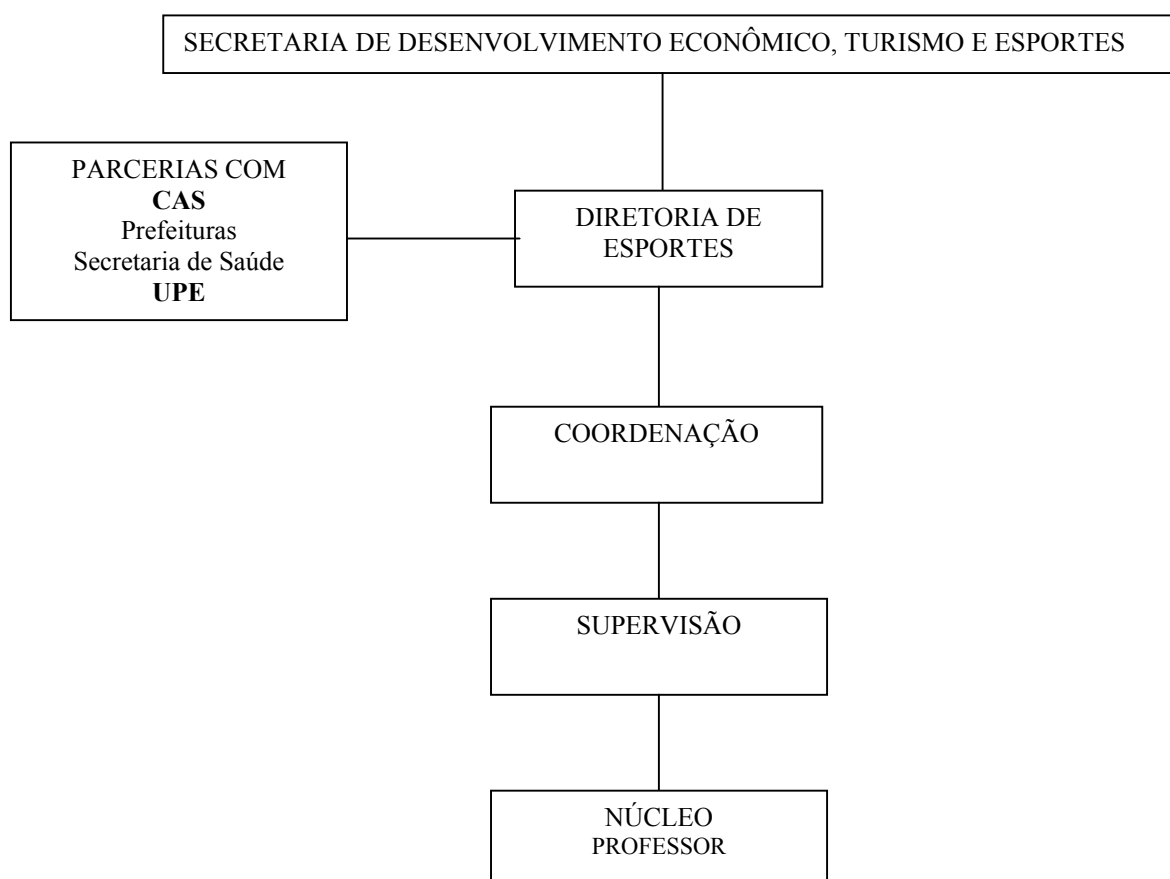 SECRETARIA DE DESENVOLVIMENTO ECONÔMICO, TURISMO E ESPORTES
PARCERIAS COM
CAS
Prefeituras
Secretaria de Saúde
UPE
DIRETORIA DE
ESPORTES
COORDENAÇÃO
SUPERVISÃO
NÚCLEO
PROFESSOR